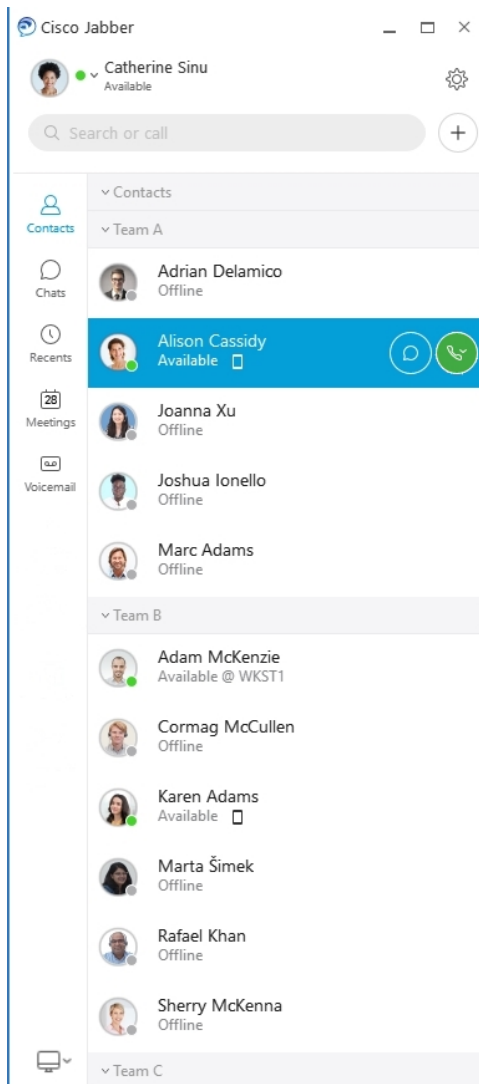 Cisco Jabber
Catherine Sinu
Available
Search or call
Contacts
Chats
Recents
28
Meetings
Voicemail
Contacts
Team A
Adrian Delamico
Offline
Alison Cassidy
Available
Joanna Xu
Offline
Joshua Ionello
Offline
Marc Adams
Offline
Team B
Adam McKenzie
Available @ WKST1
Cormag McCullen
Offline
Karen Adams
Available
Marta Šimek
Offline
Rafael Khan
Offline
Sherry McKenna
Offline
Team C